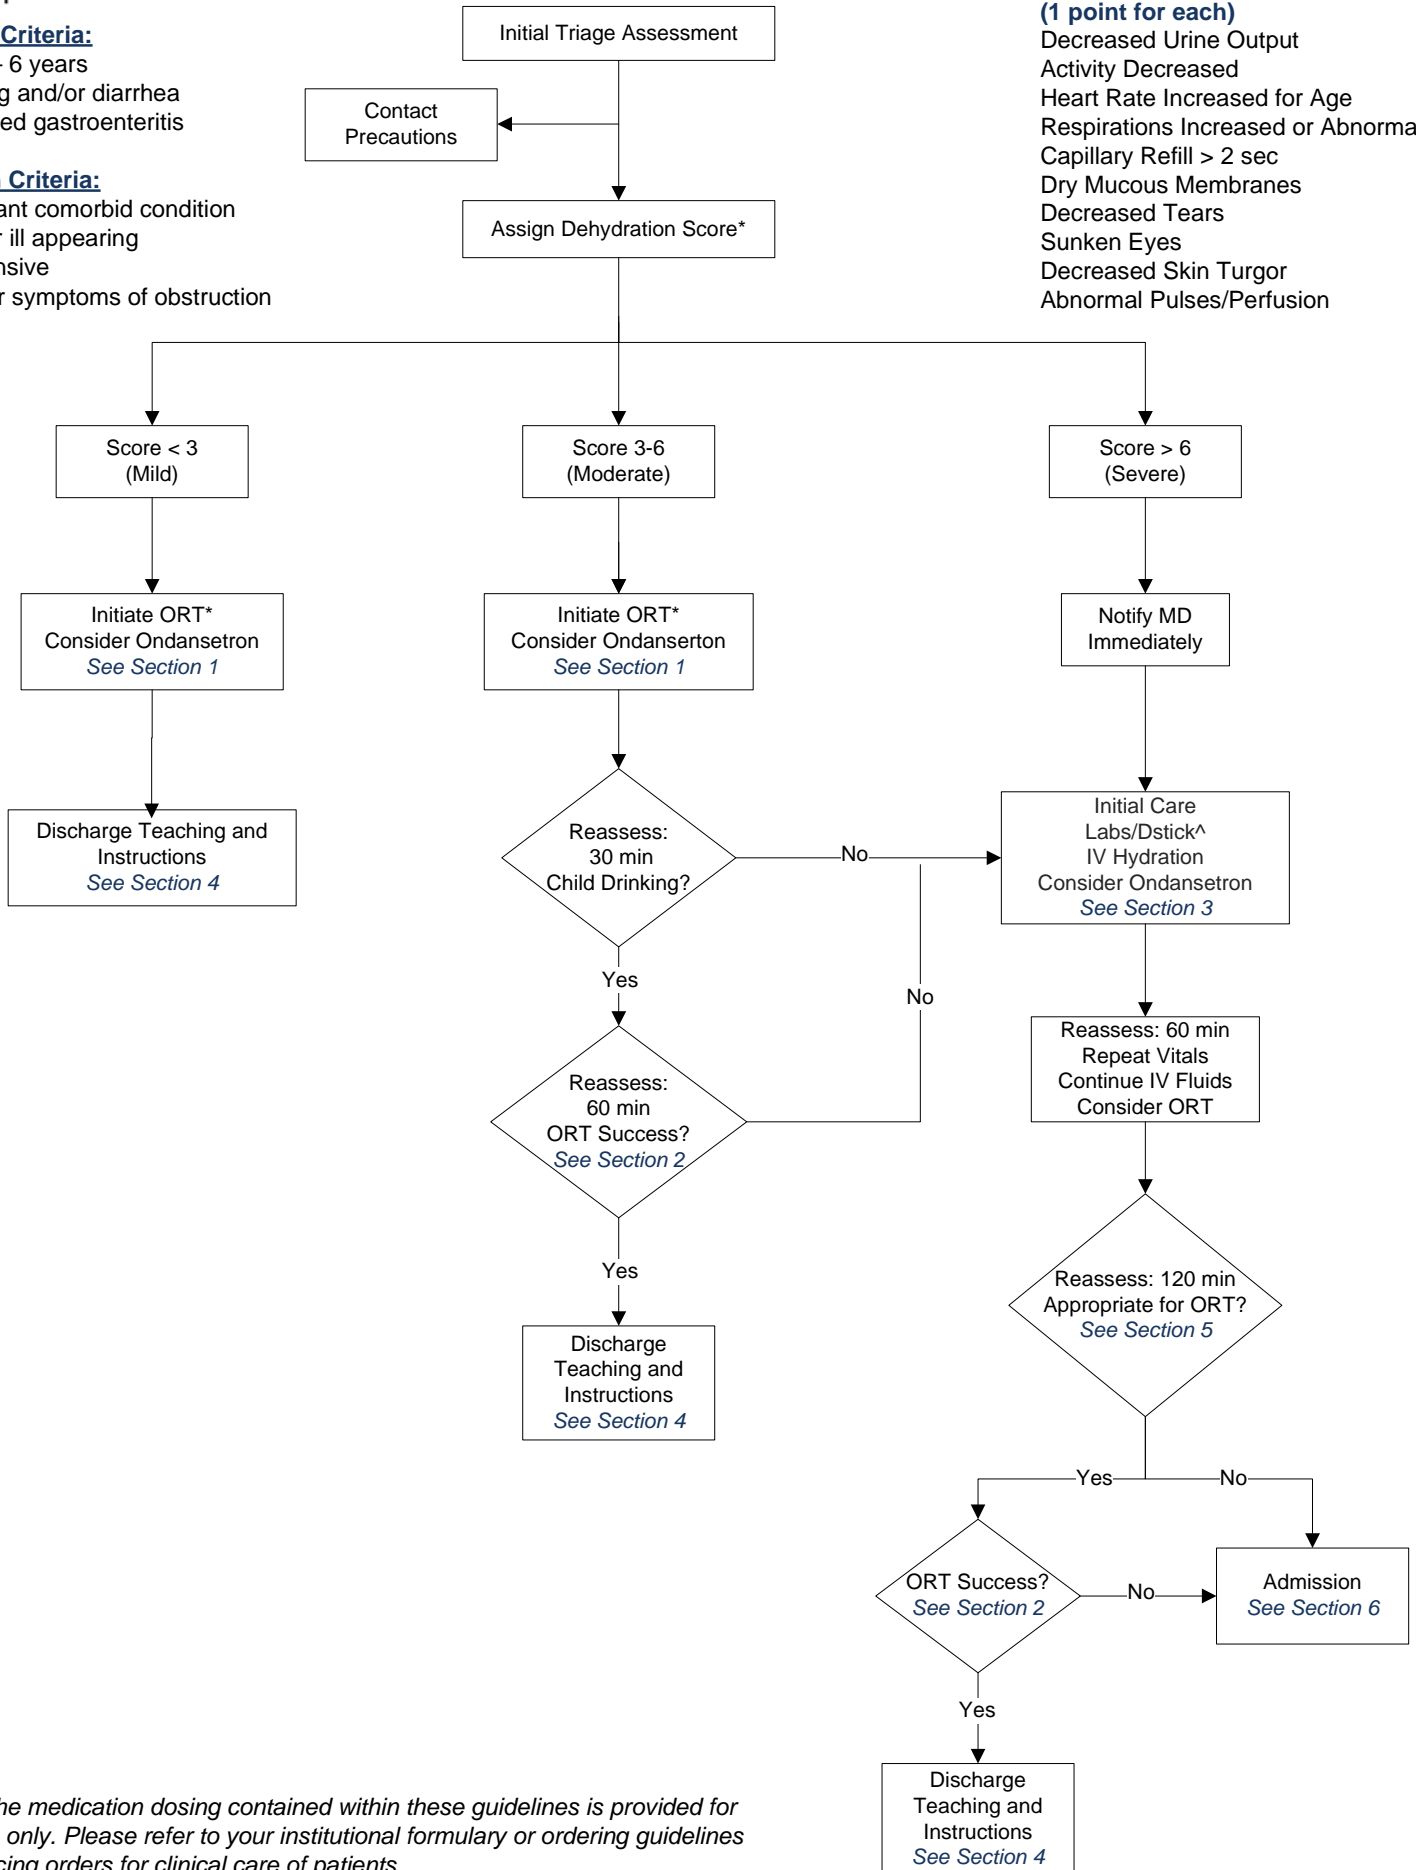 Criteria:
- 6 years
g and/or diarrhea
ed gastroenteritis
Criteria:
ant comorbid condition
r ill appearing
nsive
r symptoms of obstruction
Initial Triage Assessment
Contact
Precautions
Assign Dehydration Score*
(1 point for each)
Decreased Urine Output
Activity Decreased
Heart Rate Increased for Age
Respirations Increased or Abnorma
Capillary Refill > 2 sec
Dry Mucous Membranes
Decreased Tears
Sunken Eyes
Decreased Skin Turgor
Abnormal Pulses/Perfusion
Score < 3
(Mild)
Score 3-6
(Moderate)
Score > 6
(Severe)
Initiate ORT*
Consider Ondansetron
See Section 1
Initiate ORT*
Consider Ondanserton
See Section 1
Notify MD
Immediately
Discharge Teaching and
Instructions
See Section 4
Reassess:
30 min
Child Drinking?
No
Initial Care
Labs/Dstick^
IV Hydration
Consider Ondansetron
See Section 3
Yes
No
Reassess:
60 min
ORT Success?
See Section 2
Reassess: 60 min
Repeat Vitals
Continue IV Fluids
Consider ORT
Yes
Discharge
Teaching and
Instructions
See Section 4
Reassess: 120 min
Appropriate for ORT?
See Section 5
Yes
No
ORT Success?
See Section 2
No
Admission
See Section 6
Yes
Discharge
Teaching and
Instructions
See Section 4
he medication dosing contained within these guidelines is provided for
only. Please refer to your institutional formulary or ordering guidelines
cing orders for clinical care of patients